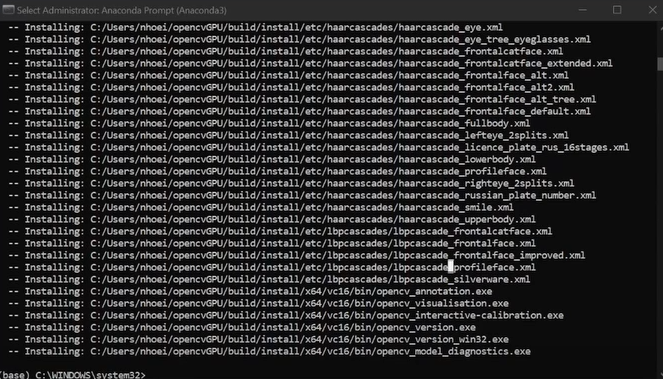 Select Administrator: Anaconda Prompt (Anaconda3)
-- Installing: C:/Users/nhoei/opencvGPU/build/install/etc/haarcascades/haarcascade_eye.xml
-- Installing: C:/Users/nhoei/opencvGPU/build/install/etc/haarcascades/haarcascade_eye_tree_eyeglasses.xml
-- Installing: C:/Users/nhoei/opencvGPU/build/install/etc/haarcascades/haarcascade_frontalcatface.xml
-- Installing: C:/Users/nhoei/opencvGPU/build/install/etc/haarcascades/haarcascade_frontalcatface_extended.xml
-- Installing: C:/Users/nhoei/opencvGPU/build/install/etc/haarcascades/haarcascade_frontalface_alt.xml
-- Installing: C:/Users/nhoei/opencvGPU/build/install/etc/haarcascades/haarcascade_frontalface_alt2.xml
-- Installing: C:/Users/nhoei/opencvGPU/build/install/etc/haarcascades/haarcascade_frontalface_alt_tree.xml
-- Installing: C:/Users/nhoei/opencvGPU/build/install/etc/haarcascades/haarcascade_frontalface_default.xml
-- Installing: C:/Users/nhoei/opencvGPU/build/install/etc/haarcascades/haarcascade_fullbody.xml
-- Installing: C:/Users/nhoei/opencvGPU/build/install/etc/haarcascades/haarcascade_lefteye_2splits.xml
-- Installing: C:/Users/nhoei/opencvGPU/build/install/etc/haarcascades/haarcascade_licence_plate_rus_16stages.xml
-- Installing: C:/Users/nhoei/opencvGPU/build/install/etc/haarcascades/haarcascade_lowerbody.xml
-- Installing: C:/Users/nhoei/opencvGPU/build/install/etc/haarcascades/haarcascade_profileface.xml
-- Installing: C:/Users/nhoei/opencvGPU/build/install/etc/haarcascades/haarcascade_righteye_2splits.xml
-- Installing: C:/Users/nhoei/opencvGPU/build/install/etc/haarcascades/haarcascade_russian_plate_number.xml
-- Installing: C:/Users/nhoei/opencvGPU/build/install/etc/haarcascades/haarcascade_smile.xml
-- Installing: C:/Users/nhoei/opencvGPU/build/install/etc/haarcascades/haarcascade_upperbody.xml
-- Installing: C:/Users/nhoei/opencvGPU/build/install/etc/lbpcascades/lbpcascade_frontalcatface.xml
-- Installing: C:/Users/nhoei/opencvGPU/build/install/etc/lbpcascades/lbpcascade_frontalface.xml
-- Installing: C:/Users/nhoei/opencvGPU/build/install/etc/lbpcascades/lbpcascade_frontalface_improved.xml
-- Installing: C:/Users/nhoei/opencvGPU/build/install/etc/lbpcascades/lbpcascade_profileface.xml
-- Installing: C:/Users/nhoei/opencvGPU/build/install/etc/lbpcascades/lbpcascade_silverware.xml
-- Installing: C:/Users/nhoei/opencvGPU/build/install/x64/vc16/bin/opencv_annotation.exe
-- Installing: C:/Users/nhoei/opencvGPU/build/install/x64/vc16/bin/opencv_visualisation.exe
-- Installing: C:/Users/nhoei/opencvGPU/build/install/x64/vc16/bin/opencv_interactive-calibration.exe
-- Installing: C:/Users/nhoei/opencvGPU/build/install/x64/vc16/bin/opencv_version.exe
-- Installing: C:/Users/nhoei/opencvGPU/build/install/x64/vc16/bin/opencv_version_win32.exe
-- Installing: C:/Users/nhoei/opencvGPU/build/install/x64/vc16/bin/opencv_model_diagnostics.exe
(base) C:\WINDOWS\system32>